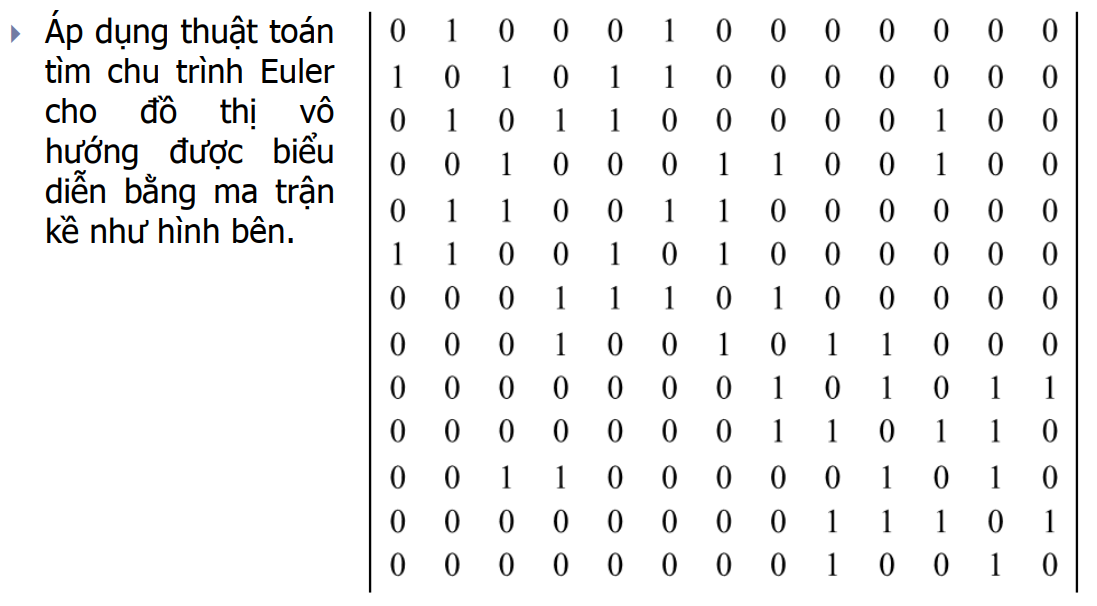 Áp dụng thuật toán
tìm chu trình Euler
cho đồ thị vô
hướng được biểu
diễn bằng ma trận
kề như hình bên.
0 1 0 0 0 1 0 0 0 0 0 0 0
1 0 1 0 1 1 0 0 0 0 0 0 0
0 1 0 1 1 0 0 0 0 0 1 0 0
0 0 1 0 0 0 1 1 0 0 1 0 0
0 1 1 0 0 1 1 0 0 0 0 0 0
1 1 0 0 1 0 1 0 0 0 0 0 0
0 0 0 1 1 1 0 1 0 0 0 0 0
0 0 0 1 0 0 1 0 1 1 0 0 0
0 0 0 0 0 0 0 1 0 1 0 1 1
0 0 0 0 0 0 0 1 1 0 1 1 0
0 0 1 1 0 0 0 0 0 1 0 1 0
0 0 0 0 0 0 0 0 1 1 1 0 1
0 0 0 0 0 0 0 0 1 0 0 1 0